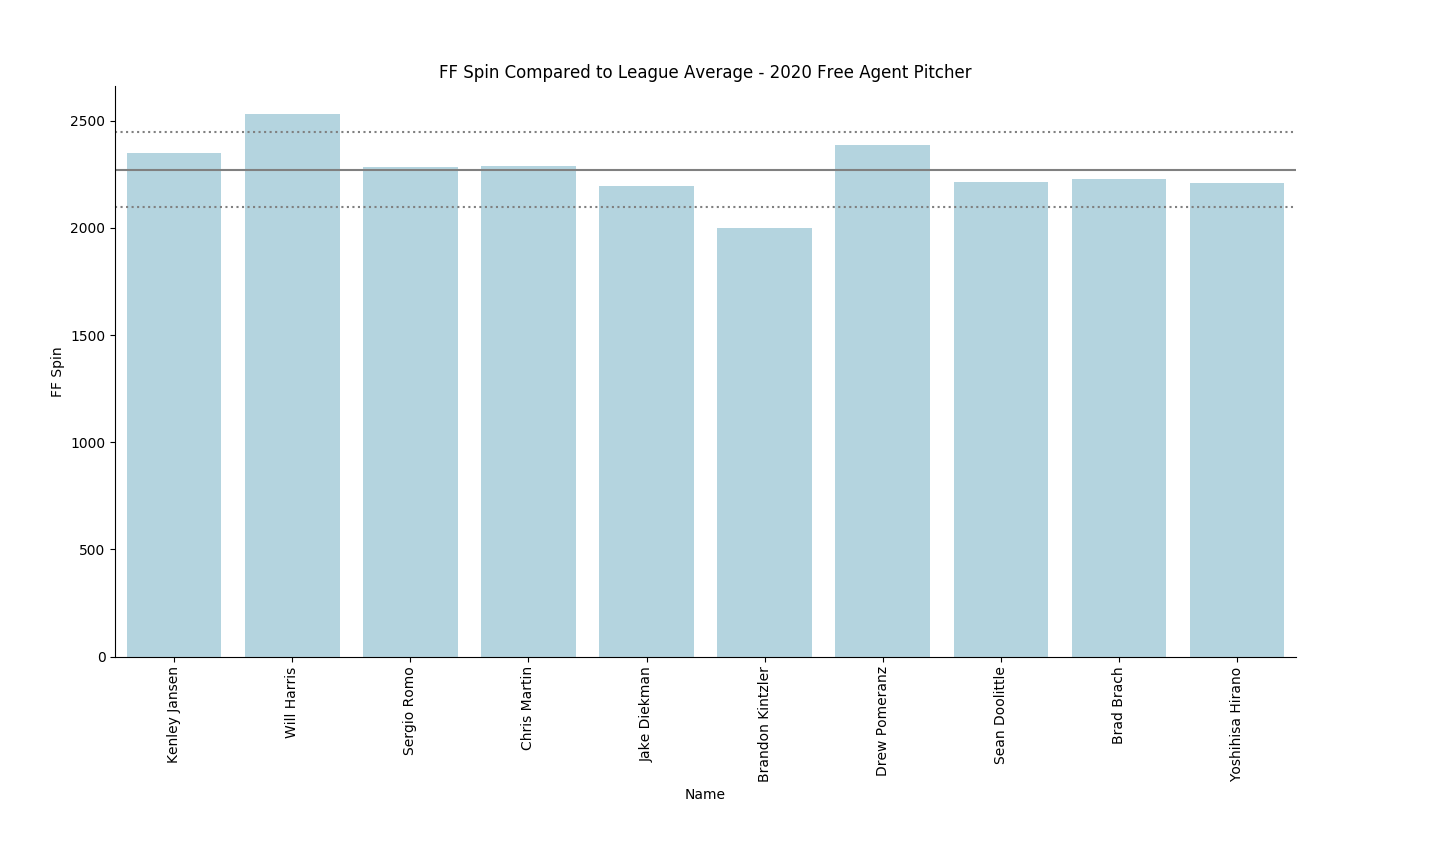 FF Spin Compared to League Average - 2020 Free Agent Pitcher
2500
2000
1500
1000
500
0
FF Spin
Kenley Jansen
Will Harris
Sergio Romo
Chris Martin
Jake Diekman
Brandon Kintzler
Drew Pomeranz
Sean Doolittle
Brad Brach
Yoshihisa Hirano
Name